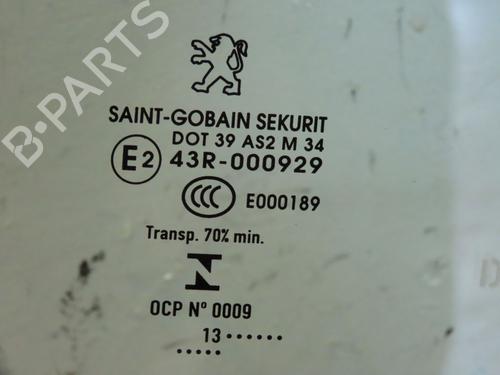 B-PARTS
SAINT-GOBAIN SEKURIT
DOT 39 AS2 M 34
E2 43R-000929
CCC E000189
Transp. 70% min.
N
OCP Nº 0009
13 ······
·····